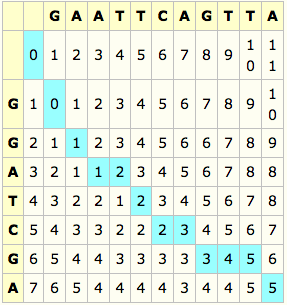 G A A T T C A G T T A
0 1 2 3 4 5 6 7 8 9 10 11
G 1 0 1 2 3 4 5 6 7 8 9 10
G 2 1 1 2 3 4 5 6 6 7 8 9
A 3 2 1 1 2 3 4 5 6 7 8 8
T 4 3 2 2 1 2 3 4 5 6 7 8
C 5 4 3 3 2 2 2 3 4 5 6 7
G 6 5 4 4 3 3 3 3 3 4 5 6
A 7 6 5 4 4 4 4 3 4 4 5 5